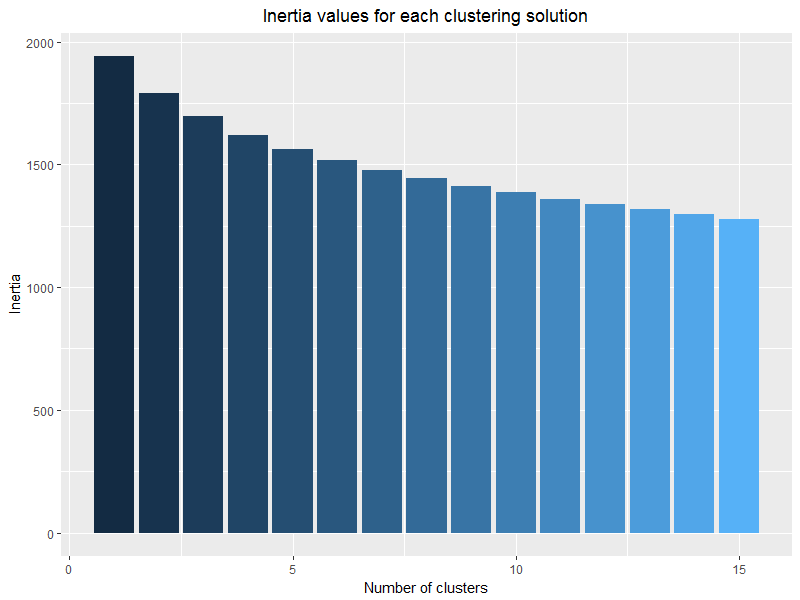 Inertia values for each clustering solution
2000
1500
1000
500
0
Inertia
0 5 10 15
Number of clusters